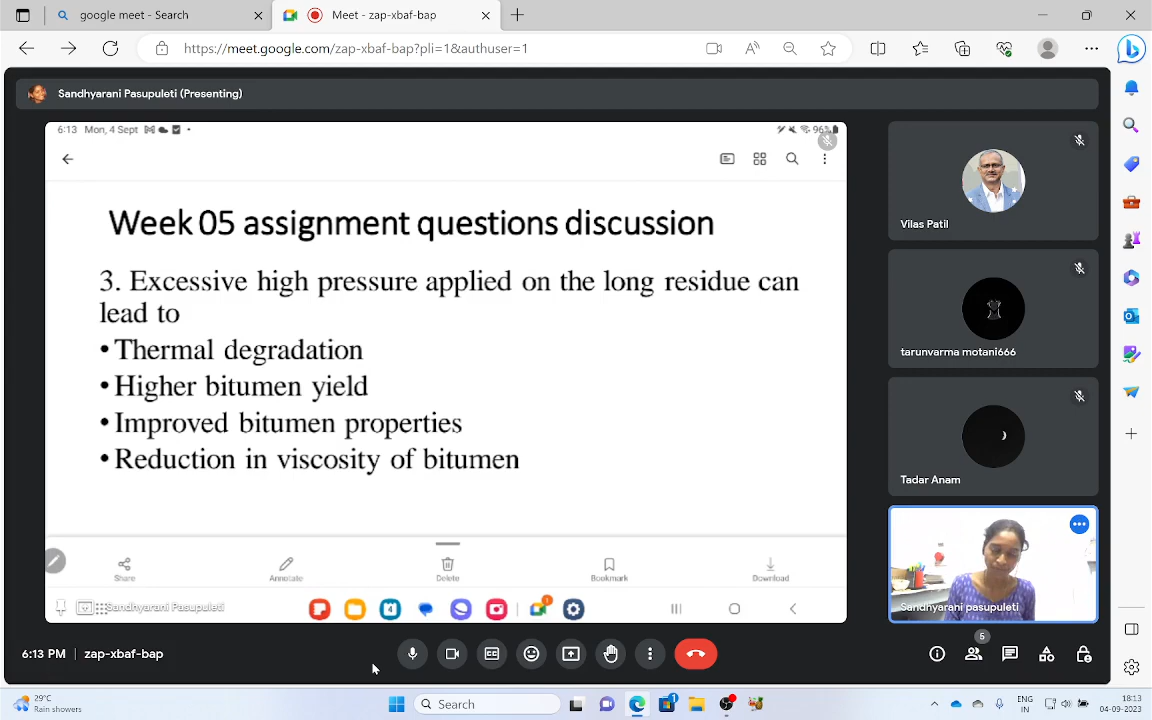 google meet - Search
Meet - zap-xbaf-bap
https://meet.google.com/zap-xbaf-bap?pli=1&authuser=1
Sandhyarani Pasupuleti (Presenting)
6:13 Mon, 4 Sept
96%
Week 05 assignment questions discussion
3. Excessive high pressure applied on the long residue can
lead to
• Thermal degradation
• Higher bitumen yield
• Improved bitumen properties
• Reduction in viscosity of bitumen
Share
Annotate
Delete
Bookmark
Download
Sandhyarani Pasupuleti
Vilas Patil
tarunvarma motani666
Tadar Anam
Sandhyarani pasupuleti
6:13 PM | zap-xbaf-bap
5
29°C
Rain showers
Search
ENG
IN
18:13
04-09-2023